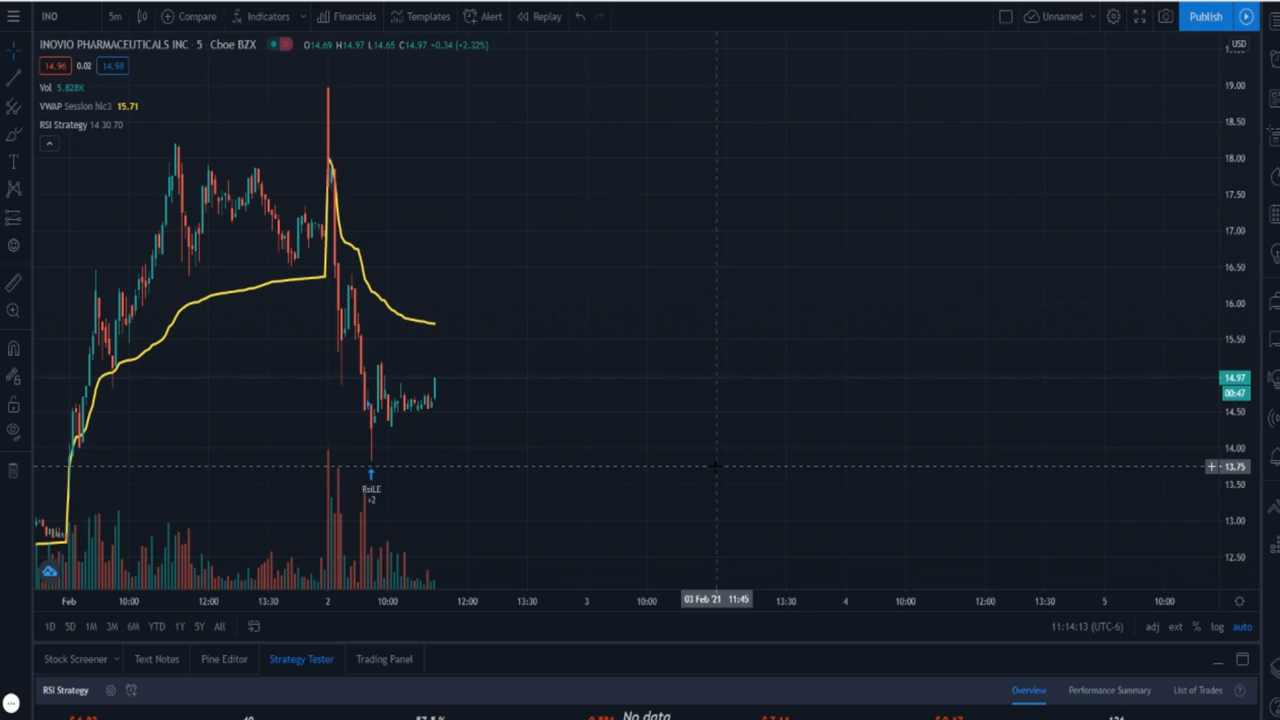 INO 5m Compare Indicators Financials Templates Alert Replay Unnamed Publish
INOVIO PHARMACEUTICALS INC · 5 · Cboe BZX O14.69 H14.97 L14.65 C14.97 +0.34 (+2.32%) USD
14.96 0.02 14.98
Vol 5.828K
VWAP Session hlc3 15.71
RSI Strategy 14 30 70
19.00
18.50
18.00
17.50
17.00
16.50
16.00
15.50
14.97
00:47
14.50
14.00
13.75
13.50
13.00
12.50
RsiLE
+2
Feb 10:00 12:00 13:30 2 10:00 12:00 13:30 3 10:00 03 Feb '21 11:45 13:30 4 10:00 12:00 13:30 5 10:00
1D 5D 1M 3M 6M YTD 1Y 5Y All 11:14:13 (UTC-6) adj ext % log auto
Stock Screener Text Notes Pine Editor Strategy Tester Trading Panel
RSI Strategy Overview Performance Summary List of Trades
No data